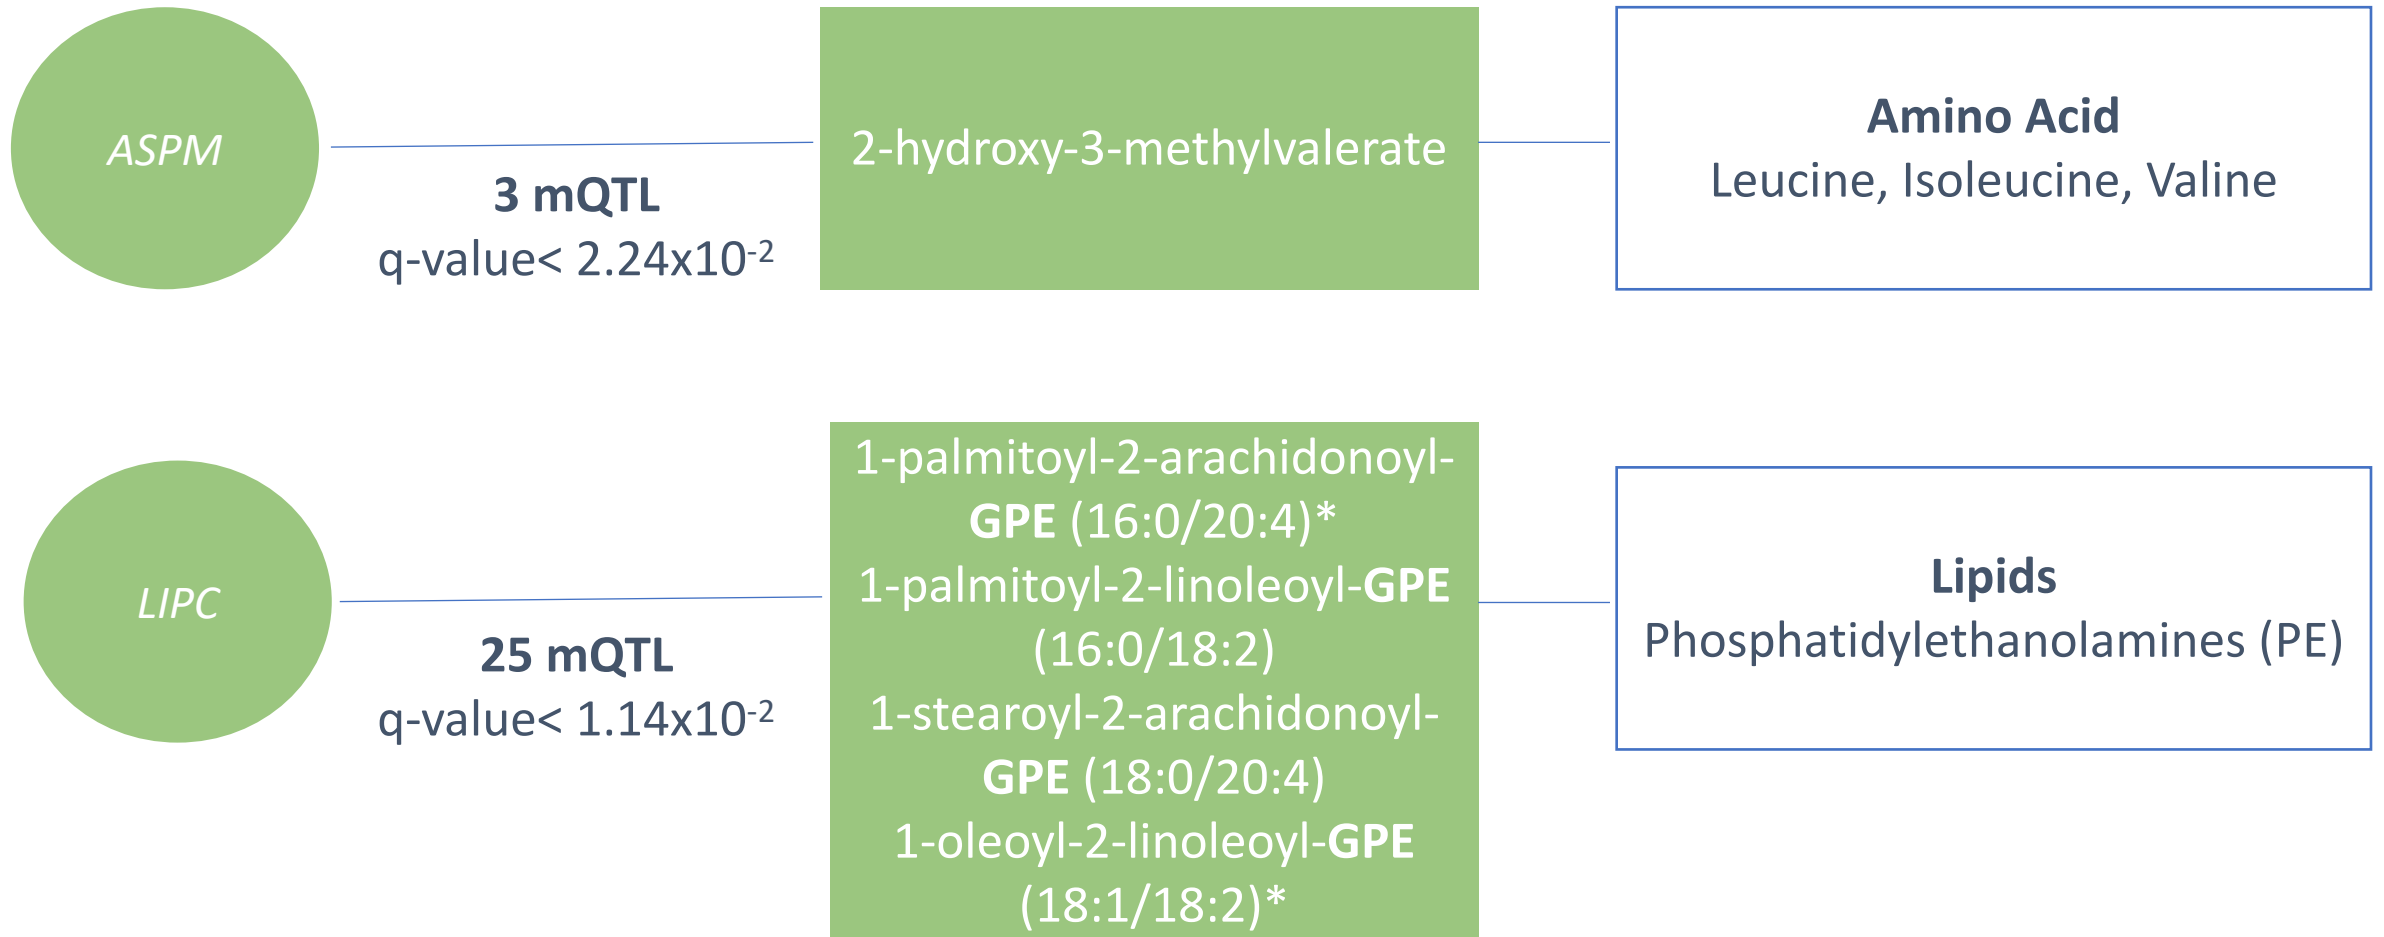 ASPM
3 mQTL
q-value< 2.24x10⁻²
2-hydroxy-3-methylvalerate
Amino Acid
Leucine, Isoleucine, Valine
LIPC
25 mQTL
q-value< 1.14x10⁻²
1-palmitoyl-2-arachidonoyl-
GPE (16:0/20:4)*
1-palmitoyl-2-linoleoyl-GPE
(16:0/18:2)
1-stearoyl-2-arachidonoyl-
GPE (18:0/20:4)
1-oleoyl-2-linoleoyl-GPE
(18:1/18:2)*
Lipids
Phosphatidylethanolamines (PE)